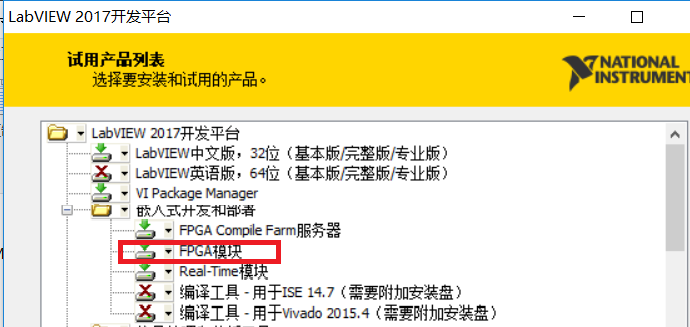 LabVIEW 2017开发平台
试用产品列表
选择要安装和试用的产品。
NATIONAL
INSTRUMENT
LabVIEW 2017开发平台
LabVIEW中文版，32位（基本版/完整版/专业版）
LabVIEW英语版，64位（基本版/完整版/专业版）
VI Package Manager
嵌入式开发和部署
FPGA Compile Farm服务器
FPGA模块
Real-Time模块
编译工具 - 用于ISE 14.7（需要附加安装盘）
编译工具 - 用于Vivado 2015.4（需要附加安装盘）